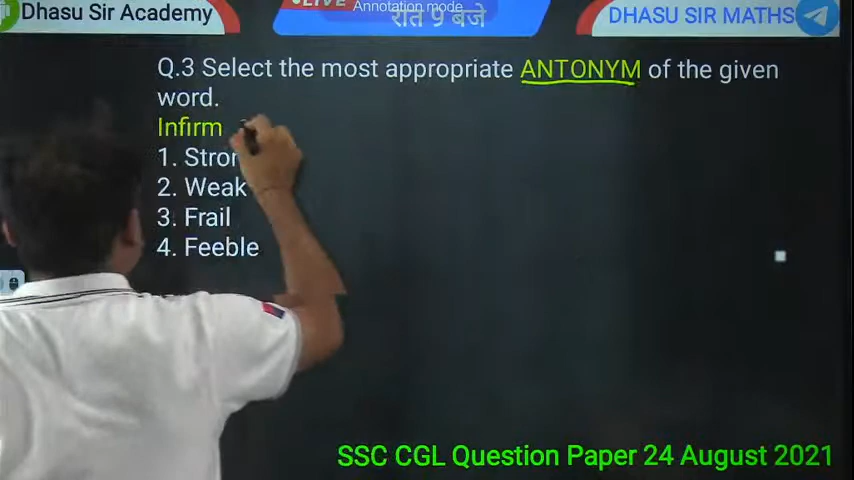 Dhasu Sir Academy
LIVE Annotation mode
रात 9 बजे
DHASU SIR MATHS
Q.3 Select the most appropriate ANTONYM of the given
word.
Infirm
1.
2. Weak
3. Frail
4. Feeble
SSC CGL Question Paper 24 August 2021